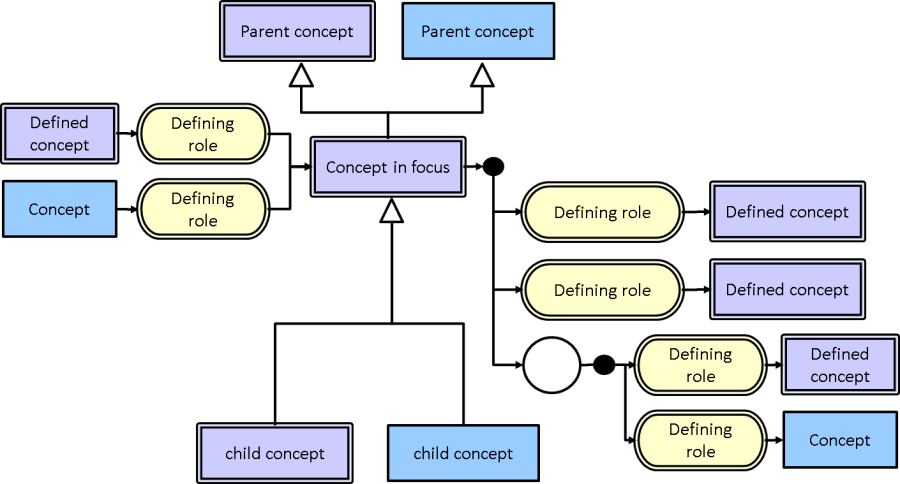 Parent concept
Parent concept
Defined
concept
Defining
role
Concept in focus
Concept
Defining
role
Defining role
Defined concept
Defining role
Defined concept
Defining
role
Defined
concept
Defining
role
Concept
child concept
child concept